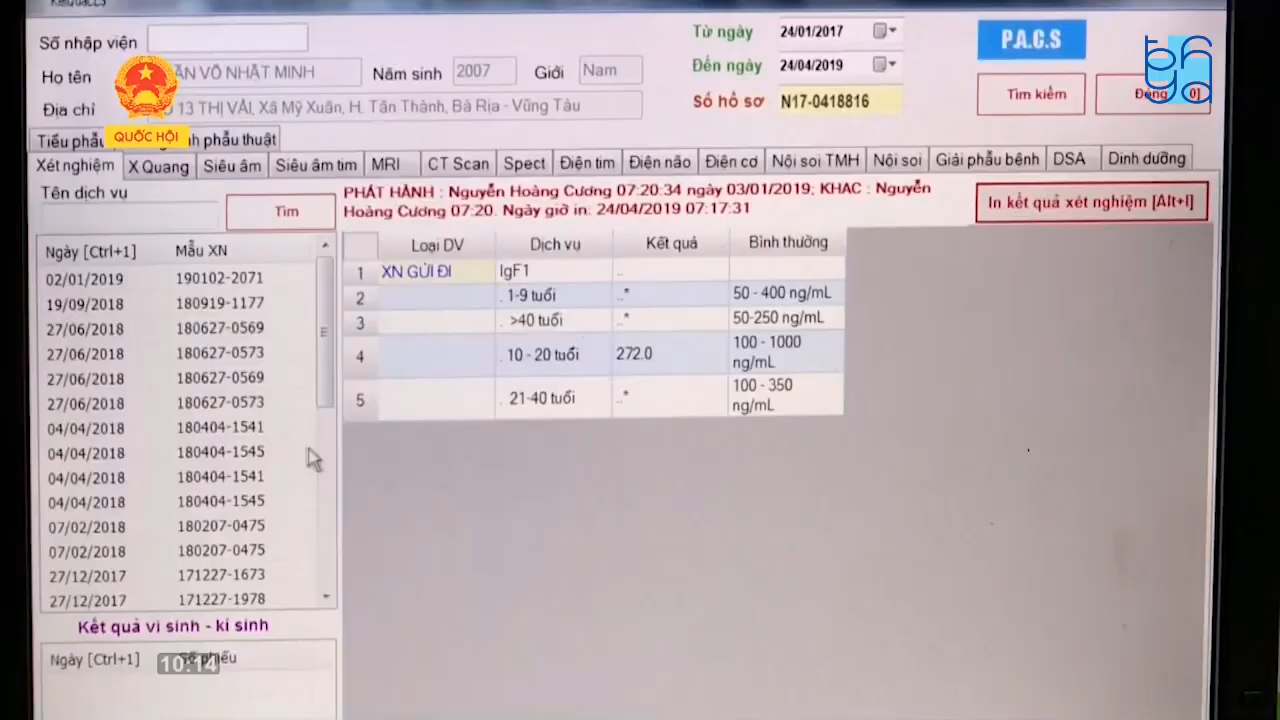 Số nhập viện
Họ tên
VÕ NHẬT MINH
Năm sinh
2007
Giới
Nam
Địa chỉ
13 THỊ VẢI, Xã Mỹ Xuân, H. Tân Thành, Bà Rịa - Vũng Tàu
Từ ngày
24/01/2017
Đến ngày
24/04/2019
Số hồ sơ
N17-0418816
P.A.C.S
Tìm kiếm
QUỐC HỘI
phẫu thuật
Xét nghiệm
X Quang
Siêu âm
Siêu âm tim
MRI
CT Scan
Spect
Điện tim
Điện não
Điện cơ
Nội soi TMH
Nội soi
Giải phẫu bệnh
DSA
Dinh dưỡng
Tên dịch vụ
Tìm
PHÁT HÀNH : Nguyễn Hoàng Cương 07:20:34 ngày 03/01/2019; KHAC : Nguyễn
Hoàng Cương 07:20. Ngày giờ in: 24/04/2019 07:17:31
In kết quả xét nghiệm [Alt+I]
Ngày [Ctrl+1] Mẫu XN
02/01/2019 190102-2071
19/09/2018 180919-1177
27/06/2018 180627-0569
27/06/2018 180627-0573
27/06/2018 180627-0569
27/06/2018 180627-0573
04/04/2018 180404-1541
04/04/2018 180404-1545
04/04/2018 180404-1541
04/04/2018 180404-1545
07/02/2018 180207-0475
07/02/2018 180207-0475
27/12/2017 171227-1673
27/12/2017 171227-1978
Loại DV Dịch vụ Kết quả Bình thường
1 XN GỬI ĐI IgF1 ..
2 . 1-9 tuổi ..* 50 - 400 ng/mL
3 . >40 tuổi ..* 50-250 ng/mL
4 . 10 - 20 tuổi 272.0 100 - 1000
ng/mL
5 . 21-40 tuổi ..* 100 - 350
ng/mL
Kết quả vi sinh - kí sinh
Ngày [Ctrl+1] Số phiếu
10:14